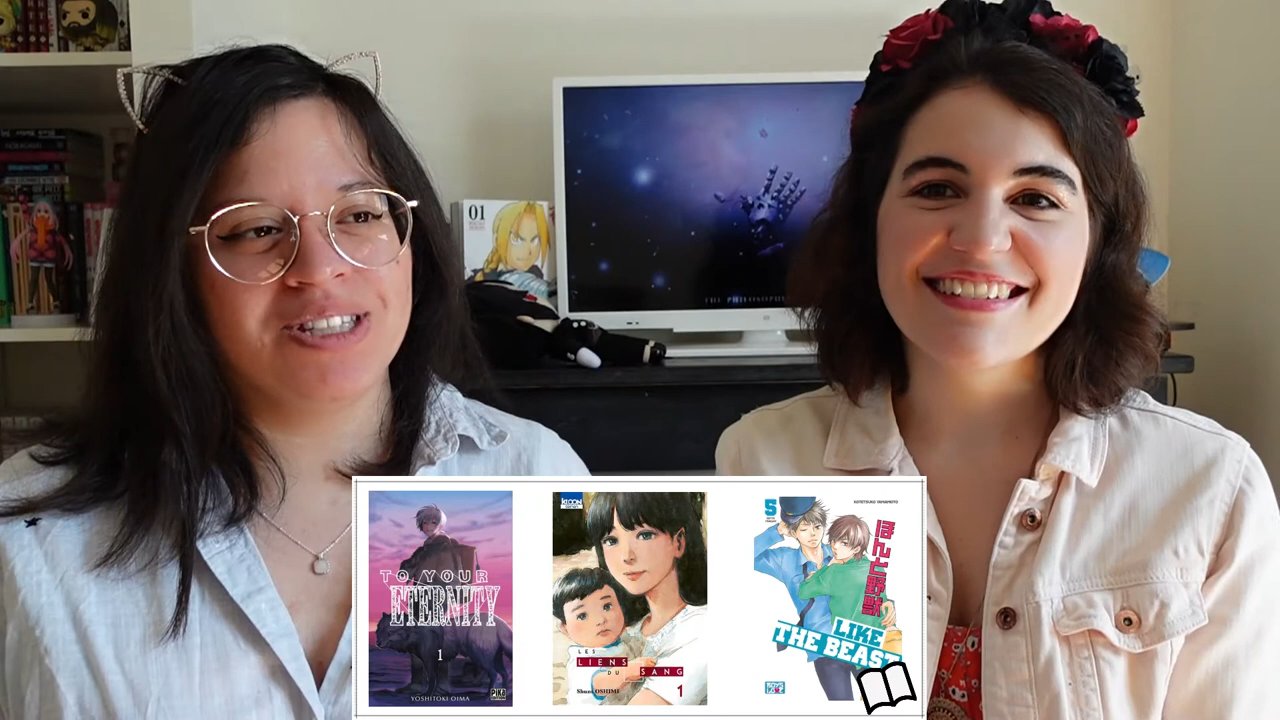 01
THE PHILOSOPHE
TO YOUR
ETERNITY
1
YOSHITOKI OIMA
PIKA
KI-OON
LES
LIENS
DU
SANG
Shuzo OSHIMI
1
5
KOTETSUKO YAMAMOTO
ほんと野獣
LIKE
THE BEAST
BOYS